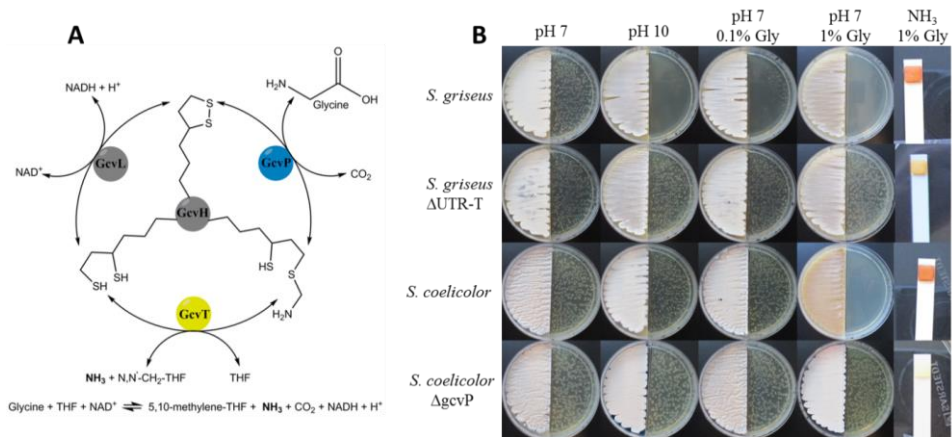 A
NADH + H⁺
H₂N
O
OH
Glycine
S
S
GcvL
GcvP
NAD⁺
CO₂
GcvH
SH
SH
HS
S
H₂N
GcvT
NH₃ + N,N'-CH₂-THF
THF
Glycine + THF + NAD⁺ ⇌ 5,10-methylene-THF + NH₃ + CO₂ + NADH + H⁺
B
pH 7
pH 10
pH 7
0.1% Gly
pH 7
1% Gly
NH₃
1% Gly
S. griseus
S. griseus
ΔUTR-T
S. coelicolor
S. coelicolor
ΔgcvP